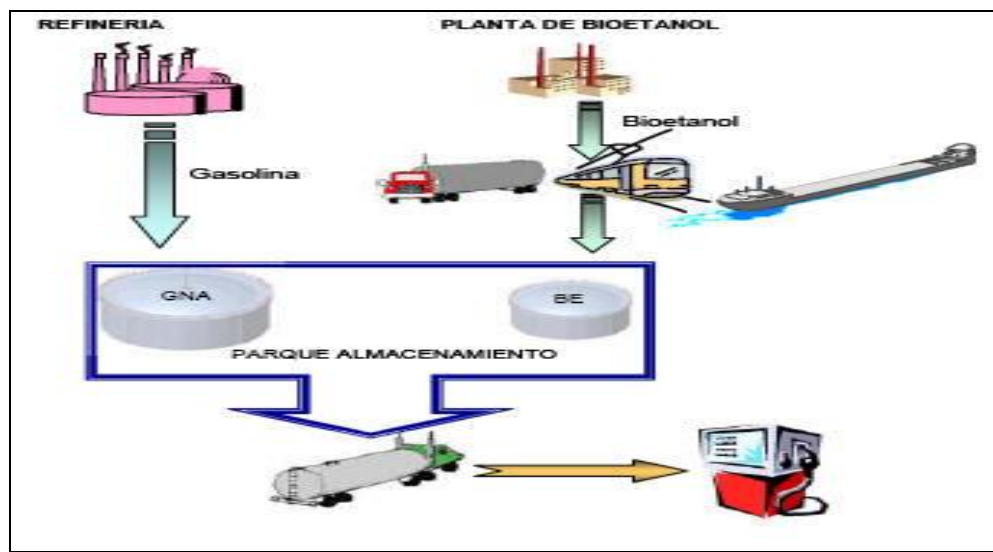 REFINERIA
PLANTA DE BIOETANOL
Bioetanol
Gasolina
GNA
BE
PARQUE ALMACENAMIENTO